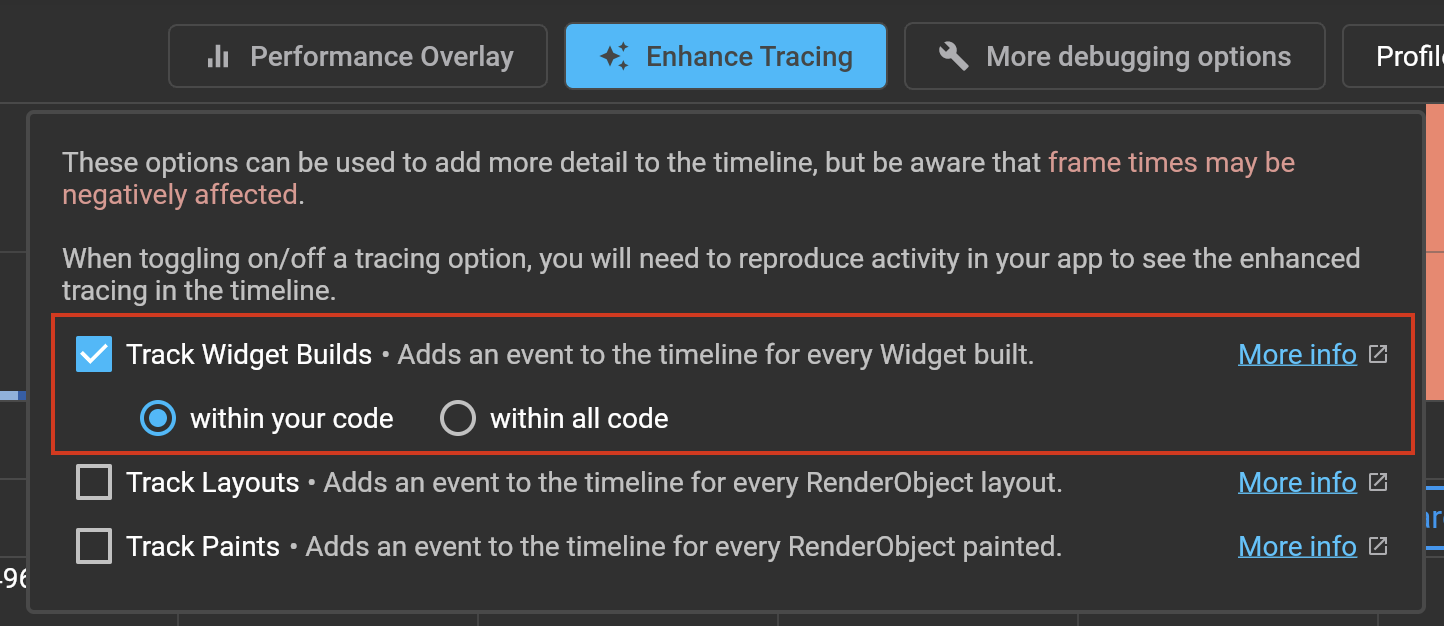 Performance Overlay
Enhance Tracing
More debugging options
These options can be used to add more detail to the timeline, but be aware that frame times may be
negatively affected.
When toggling on/off a tracing option, you will need to reproduce activity in your app to see the enhanced
tracing in the timeline.
Track Widget Builds • Adds an event to the timeline for every Widget built. More info
within your code within all code
Track Layouts • Adds an event to the timeline for every RenderObject layout. More info
Track Paints • Adds an event to the timeline for every RenderObject painted. More info